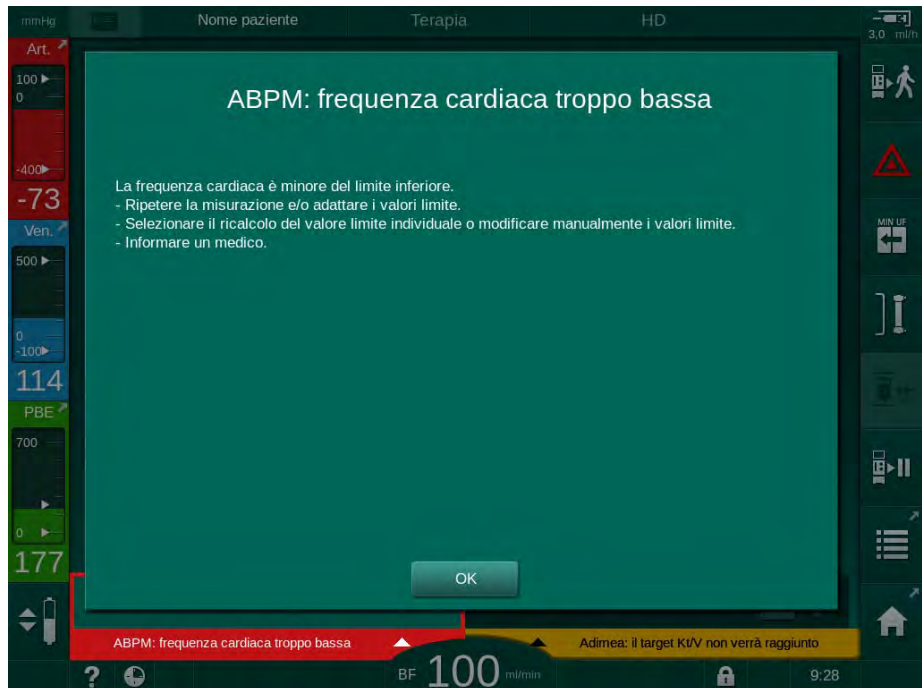 mmHg
Nome paziente
Terapia
HD
3,0 ml/h
Art.
100
0
-400
-73
Ven.
500
0
-100
114
PBE
700
0
177
ABPM: frequenza cardiaca troppo bassa
La frequenza cardiaca è minore del limite inferiore.
- Ripetere la misurazione e/o adattare i valori limite.
- Selezionare il ricalcolo del valore limite individuale o modificare manualmente i valori limite.
- Informare un medico.
OK
MIN UF
ABPM: frequenza cardiaca troppo bassa
Adimea: il target Kt/V non verrà raggiunto
?
BF 100 ml/min
9:28